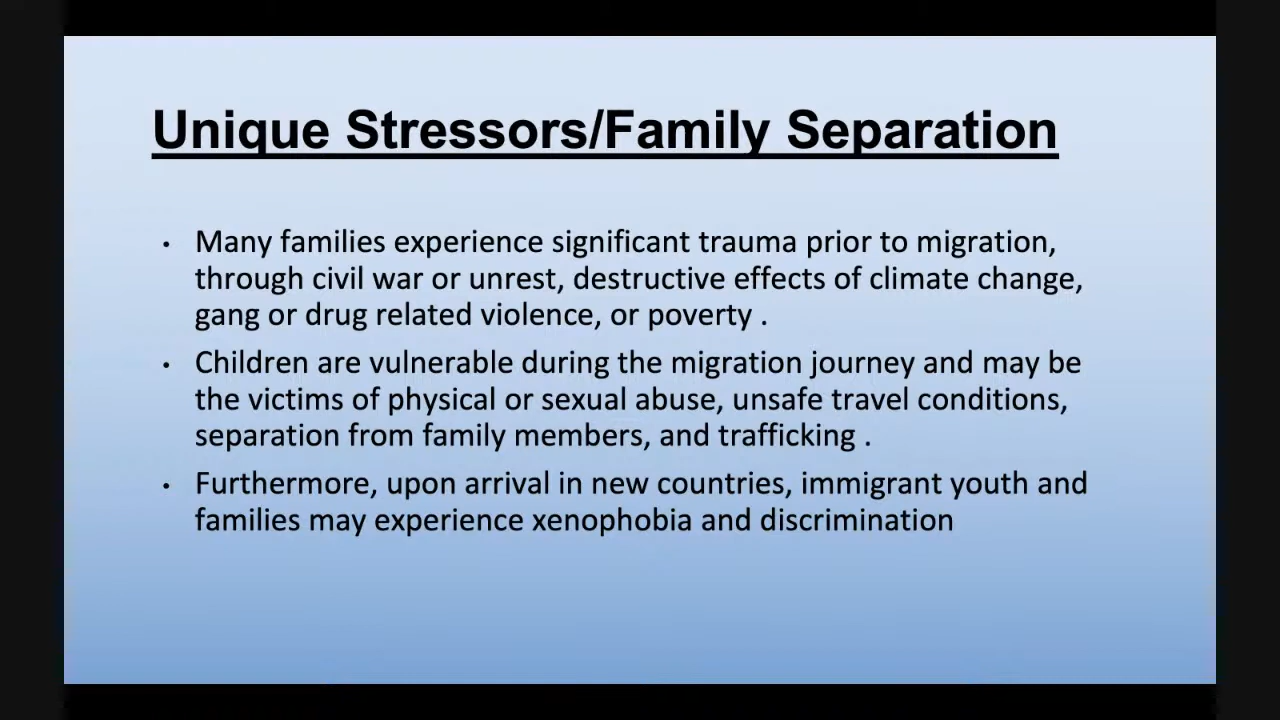 Unique Stressors/Family Separation
• Many families experience significant trauma prior to migration,
through civil war or unrest, destructive effects of climate change,
gang or drug related violence, or poverty .
• Children are vulnerable during the migration journey and may be
the victims of physical or sexual abuse, unsafe travel conditions,
separation from family members, and trafficking .
• Furthermore, upon arrival in new countries, immigrant youth and
families may experience xenophobia and discrimination